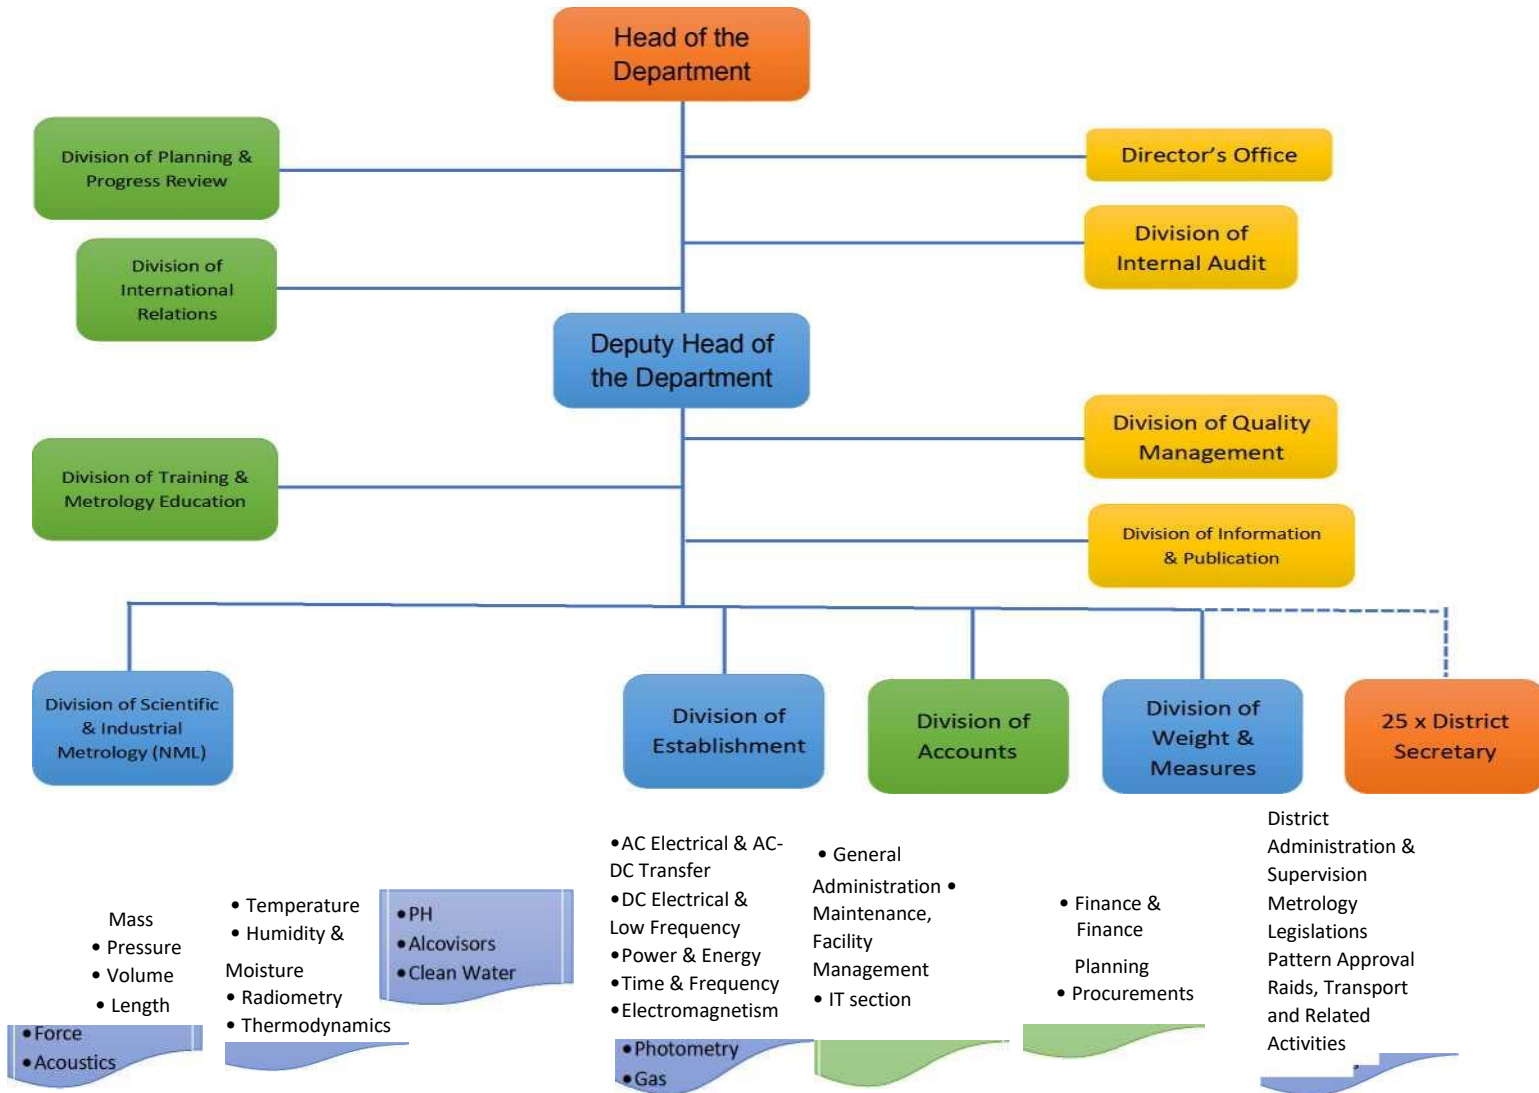 Head of the
Department
Division of Planning &
Progress Review
Director's Office
Division of
Internal Audit
Division of
International
Relations
Deputy Head of
the Department
Division of Quality
Management
Division of Training &
Metrology Education
Division of Information
& Publication
Division of Scientific
& Industrial
Metrology (NML)
Division of
Establishment
Division of
Accounts
Division of
Weight &
Measures
25 x District
Secretary
Mass
• Pressure
• Volume
• Length
• Force
• Acoustics
• Temperature
• Humidity &
Moisture
• Radiometry
• Thermodynamics
• PH
• Alcovisors
• Clean Water
•AC Electrical & AC-
DC Transfer
•DC Electrical &
Low Frequency
•Power & Energy
•Time & Frequency
•Electromagnetism
• Photometry
• Gas
• General
Administration •
Maintenance,
Facility
Management
• IT section
• Finance &
Finance
Planning
• Procurements
District
Administration &
Supervision
Metrology
Legislations
Pattern Approval
Raids, Transport
and Related
Activities